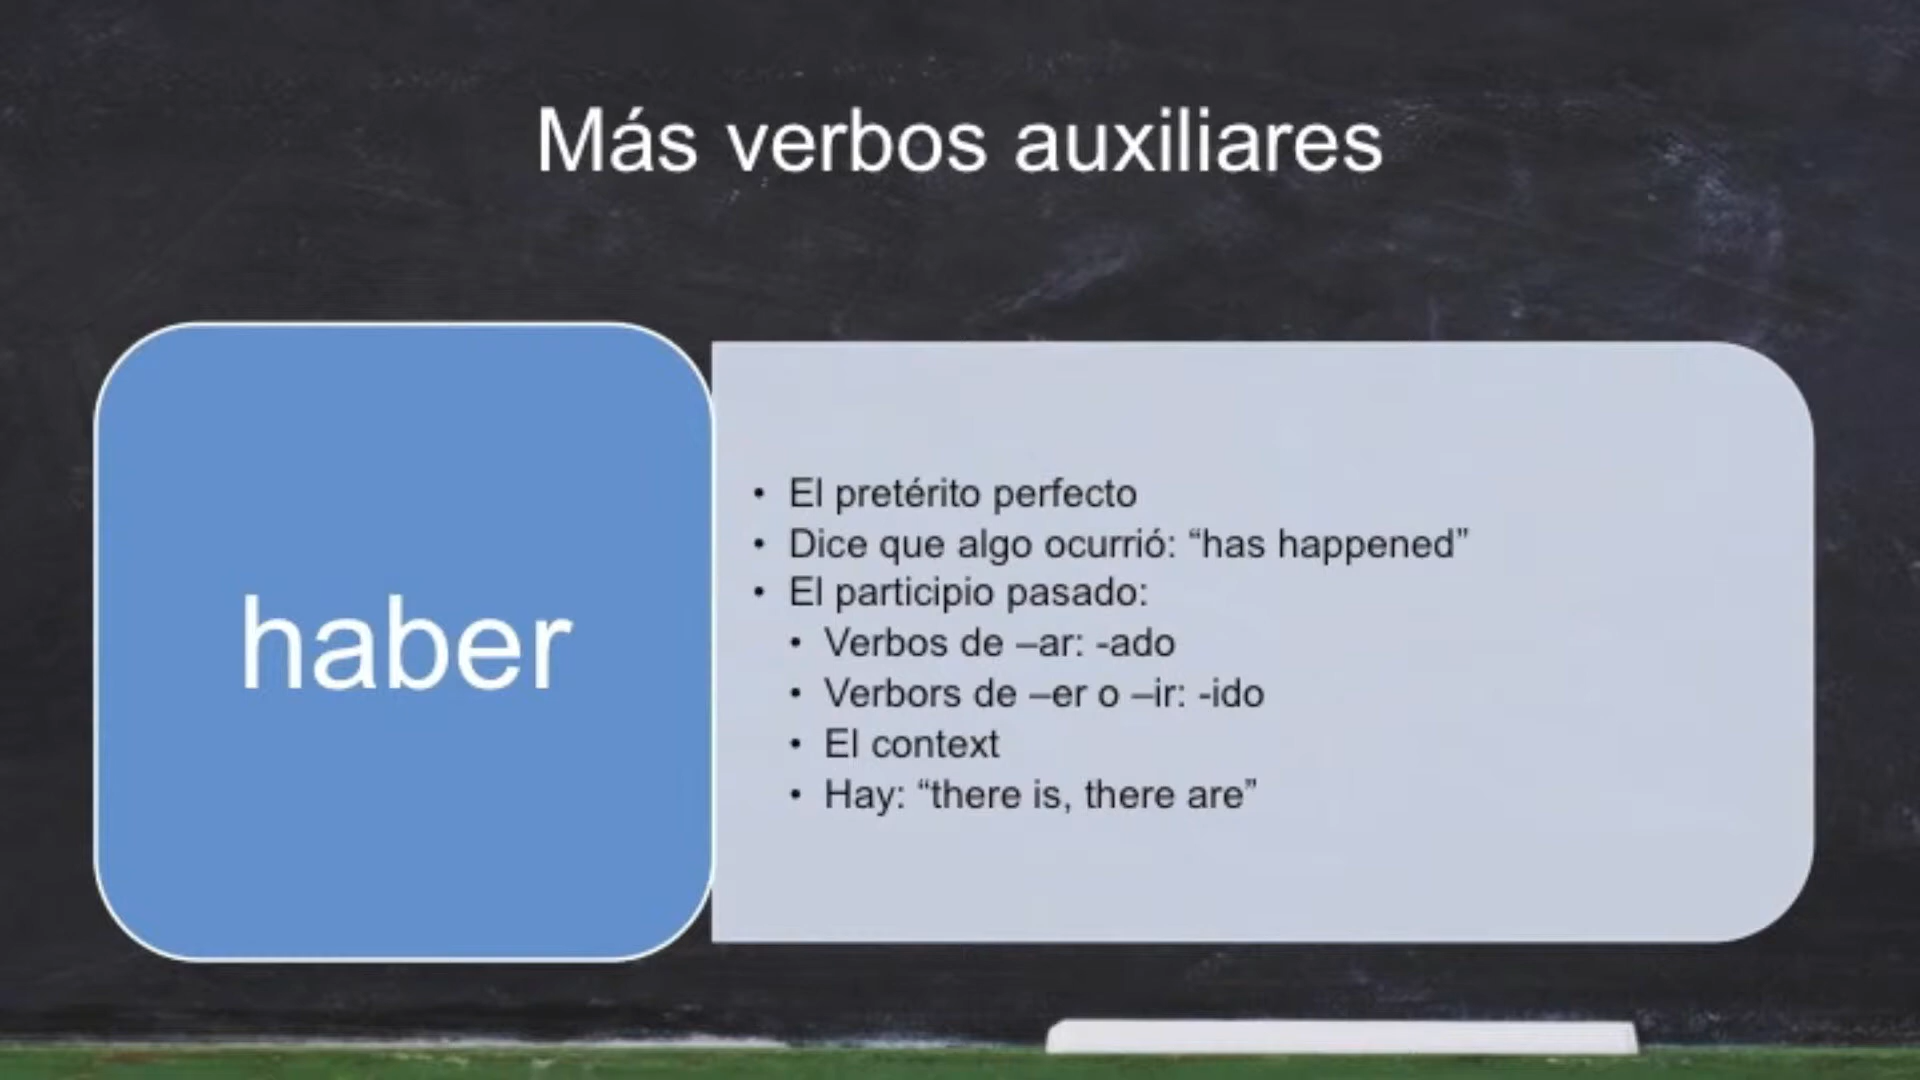 Más verbos auxiliares
haber
• El pretérito perfecto
• Dice que algo ocurrió: “has happened”
• El participio pasado:
• Verbos de –ar: -ado
• Verbors de –er o –ir: -ido
• El context
• Hay: “there is, there are”